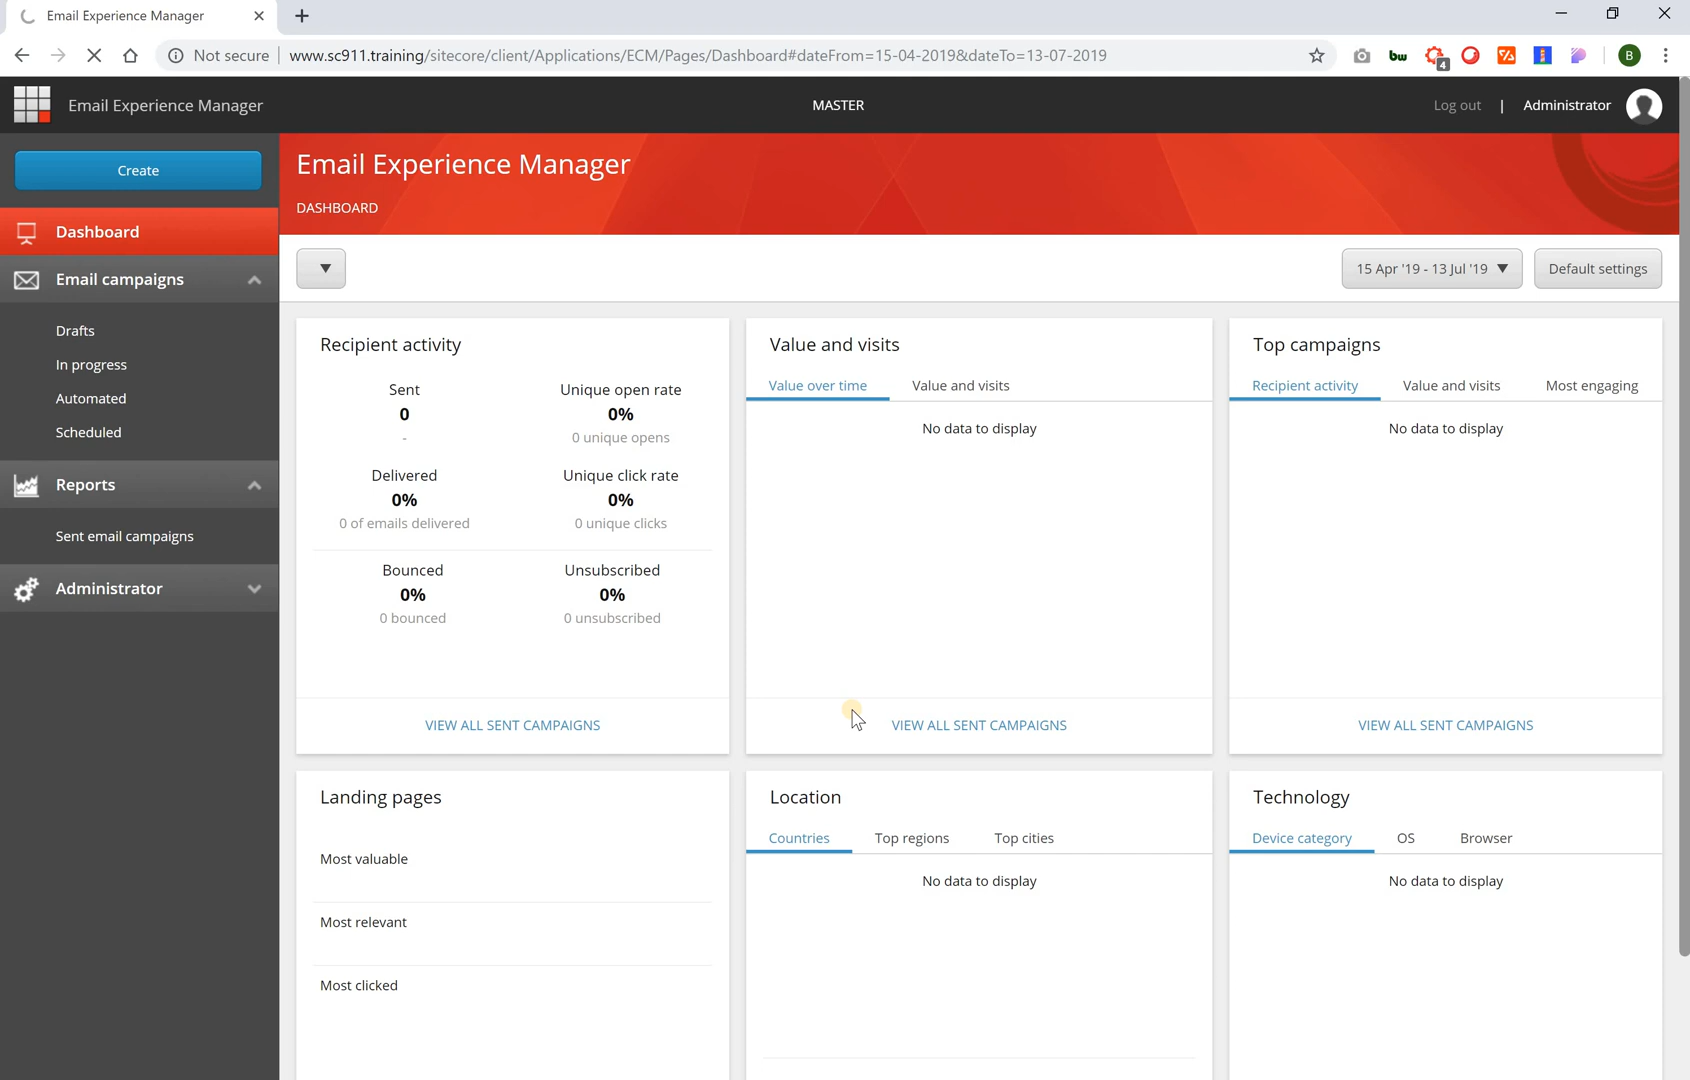 Email Experience Manager
Not secure www.sc911.training/sitecore/client/Applications/ECM/Pages/Dashboard#dateFrom=15-04-2019&dateTo=13-07-2019
bw
4
B
Email Experience Manager
MASTER
Log out | Administrator
Create
Email Experience Manager
DASHBOARD
Dashboard
Email campaigns
Drafts
In progress
Automated
Scheduled
Reports
Sent email campaigns
Administrator
15 Apr '19 - 13 Jul '19
Default settings
Recipient activity
Sent
0
-
Unique open rate
0%
0 unique opens
Delivered
0%
0 of emails delivered
Unique click rate
0%
0 unique clicks
Bounced
0%
0 bounced
Unsubscribed
0%
0 unsubscribed
VIEW ALL SENT CAMPAIGNS
Value and visits
Value over time Value and visits
No data to display
VIEW ALL SENT CAMPAIGNS
Top campaigns
Recipient activity Value and visits Most engaging
No data to display
VIEW ALL SENT CAMPAIGNS
Landing pages
Most valuable
Most relevant
Most clicked
Location
Countries Top regions Top cities
No data to display
Technology
Device category OS Browser
No data to display